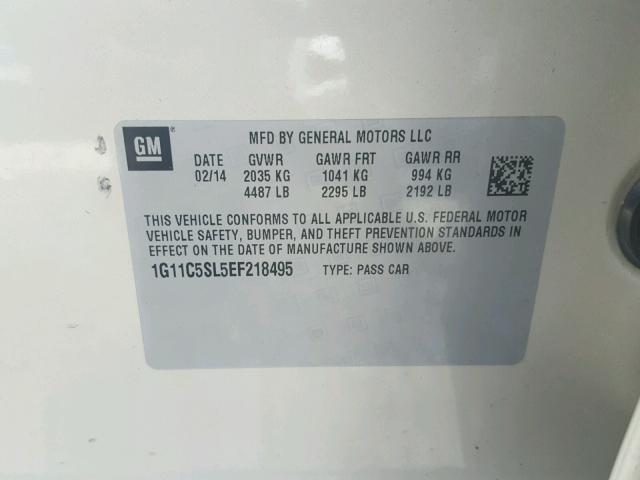 GM ®
MFD BY GENERAL MOTORS LLC
DATE GVWR GAWR FRT GAWR RR
02/14 2035 KG 1041 KG 994 KG
4487 LB 2295 LB 2192 LB
THIS VEHICLE CONFORMS TO ALL APPLICABLE U.S. FEDERAL MOTOR
VEHICLE SAFETY, BUMPER, AND THEFT PREVENTION STANDARDS IN
EFFECT ON THE DATE OF MANUFACTURE SHOWN ABOVE.
1G11C5SL5EF218495 TYPE: PASS CAR